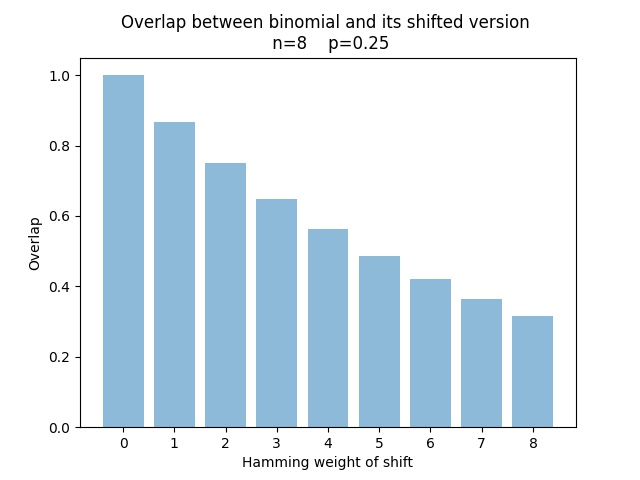 Overlap between binomial and its shifted version
n=8    p=0.25
1.0
0.8
0.6
0.4
0.2
0.0
Overlap
0 1 2 3 4 5 6 7 8
Hamming weight of shift